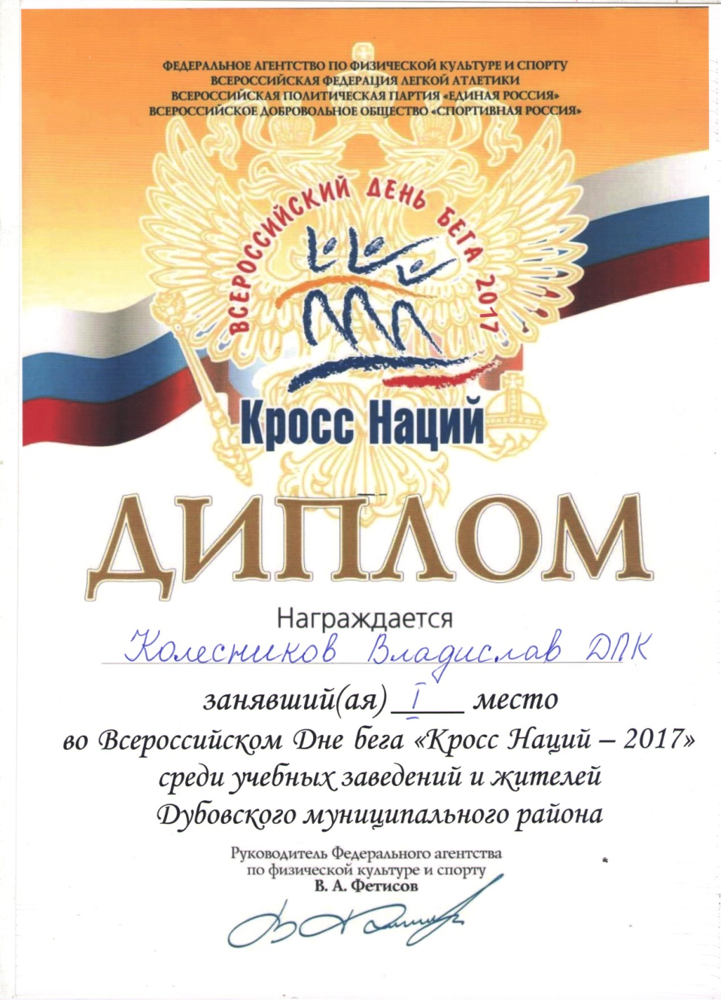 ФЕДЕРАЛЬНОЕ АГЕНТСТВО ПО ФИЗИЧЕСКОЙ КУЛЬТУРЕ И СПОРТУ
ВСЕРОССИЙСКАЯ ФЕДЕРАЦИЯ ЛЕГКОЙ АТЛЕТИКИ
ВСЕРОССИЙСКАЯ ПОЛИТИЧЕСКАЯ ПАРТИЯ «ЕДИНАЯ РОССИЯ»
ВСЕРОССИЙСКОЕ ДОБРОВОЛЬНОЕ ОБЩЕСТВО «СПОРТИВНАЯ РОССИЯ»
ВСЕРОССИЙСКИЙ ДЕНЬ БЕГА 2017
Кросс Наций
ДИПЛОМ
Награждается
Колесников Владислав ДПК
занявший(ая) I место
во Всероссийском Дне бега «Кросс Наций – 2017»
среди учебных заведений и жителей
Дубовского муниципального района
Руководитель Федерального агентства
по физической культуре и спорту
В. А. Фетисов